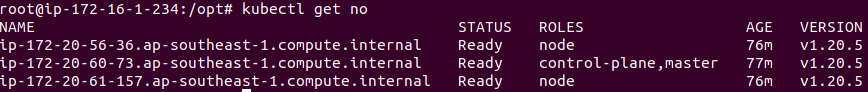 root@ip-172-16-1-234:/opt# kubectl get no
NAME STATUS ROLES AGE VERSION
ip-172-20-56-36.ap-southeast-1.compute.internal Ready node 76m v1.20.5
ip-172-20-60-73.ap-southeast-1.compute.internal Ready control-plane,master 77m v1.20.5
ip-172-20-61-157.ap-southeast-1.compute.internal Ready node 76m v1.20.5